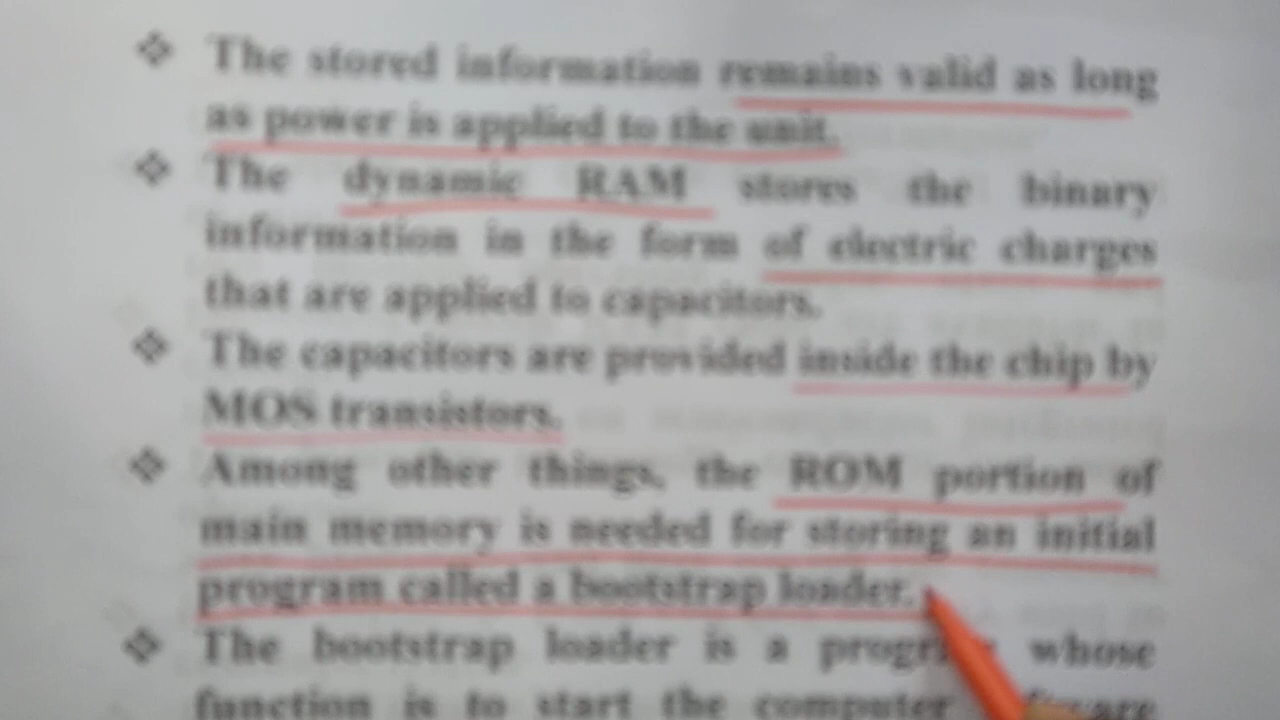 ❖ The stored information remains valid as long
as power is applied to the unit.
❖ The dynamic RAM stores the binary
information in the form of electric charges
that are applied to capacitors.
❖ The capacitors are provided inside the chip by
MOS transistors.
❖ Among other things, the ROM portion of
main memory is needed for storing an initial
program called a bootstrap loader.
❖ The bootstrap loader is a whose
function is to start the computer